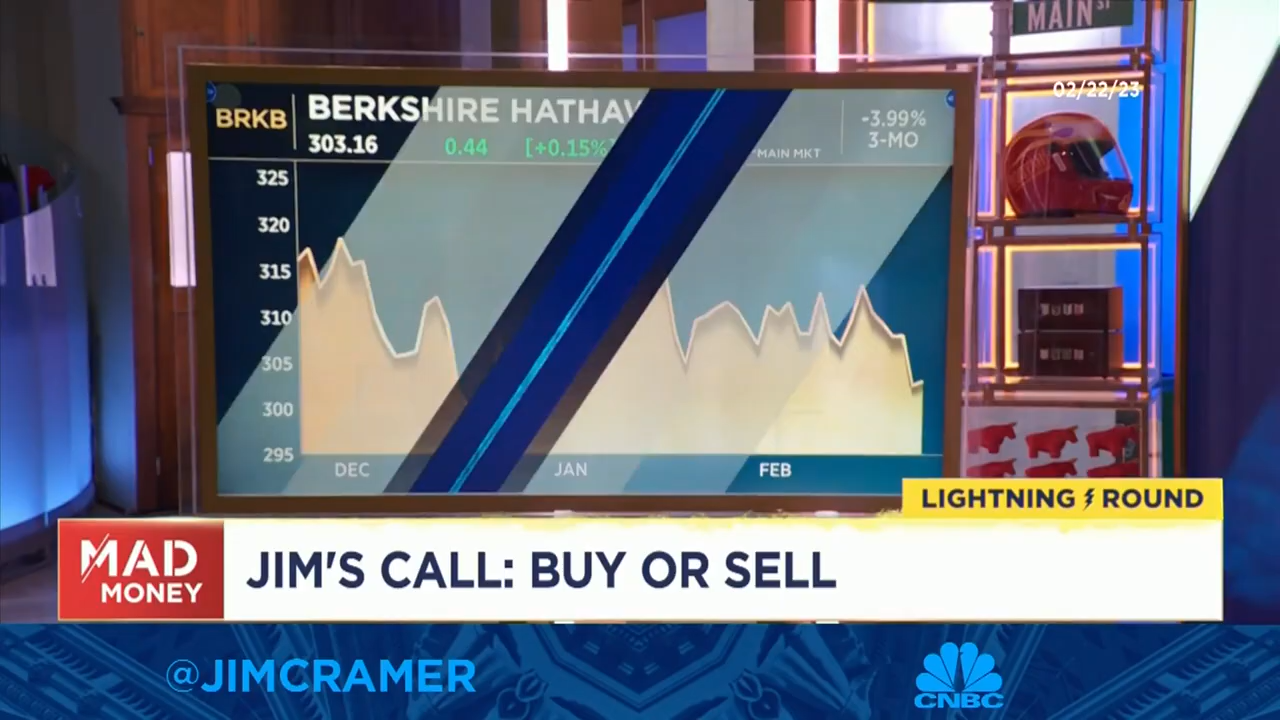 MAIN ST
02/22/23
BRKB
BERKSHIRE HATHAW
-3.99%
303.16 0.44 [+0.15%]
3-MO
*MAIN MKT
325
320
315
310
305
300
295
DEC JAN FEB
LIGHTNING ROUND
MAD
MONEY
JIM'S CALL: BUY OR SELL
@JIMCRAMER
CNBC